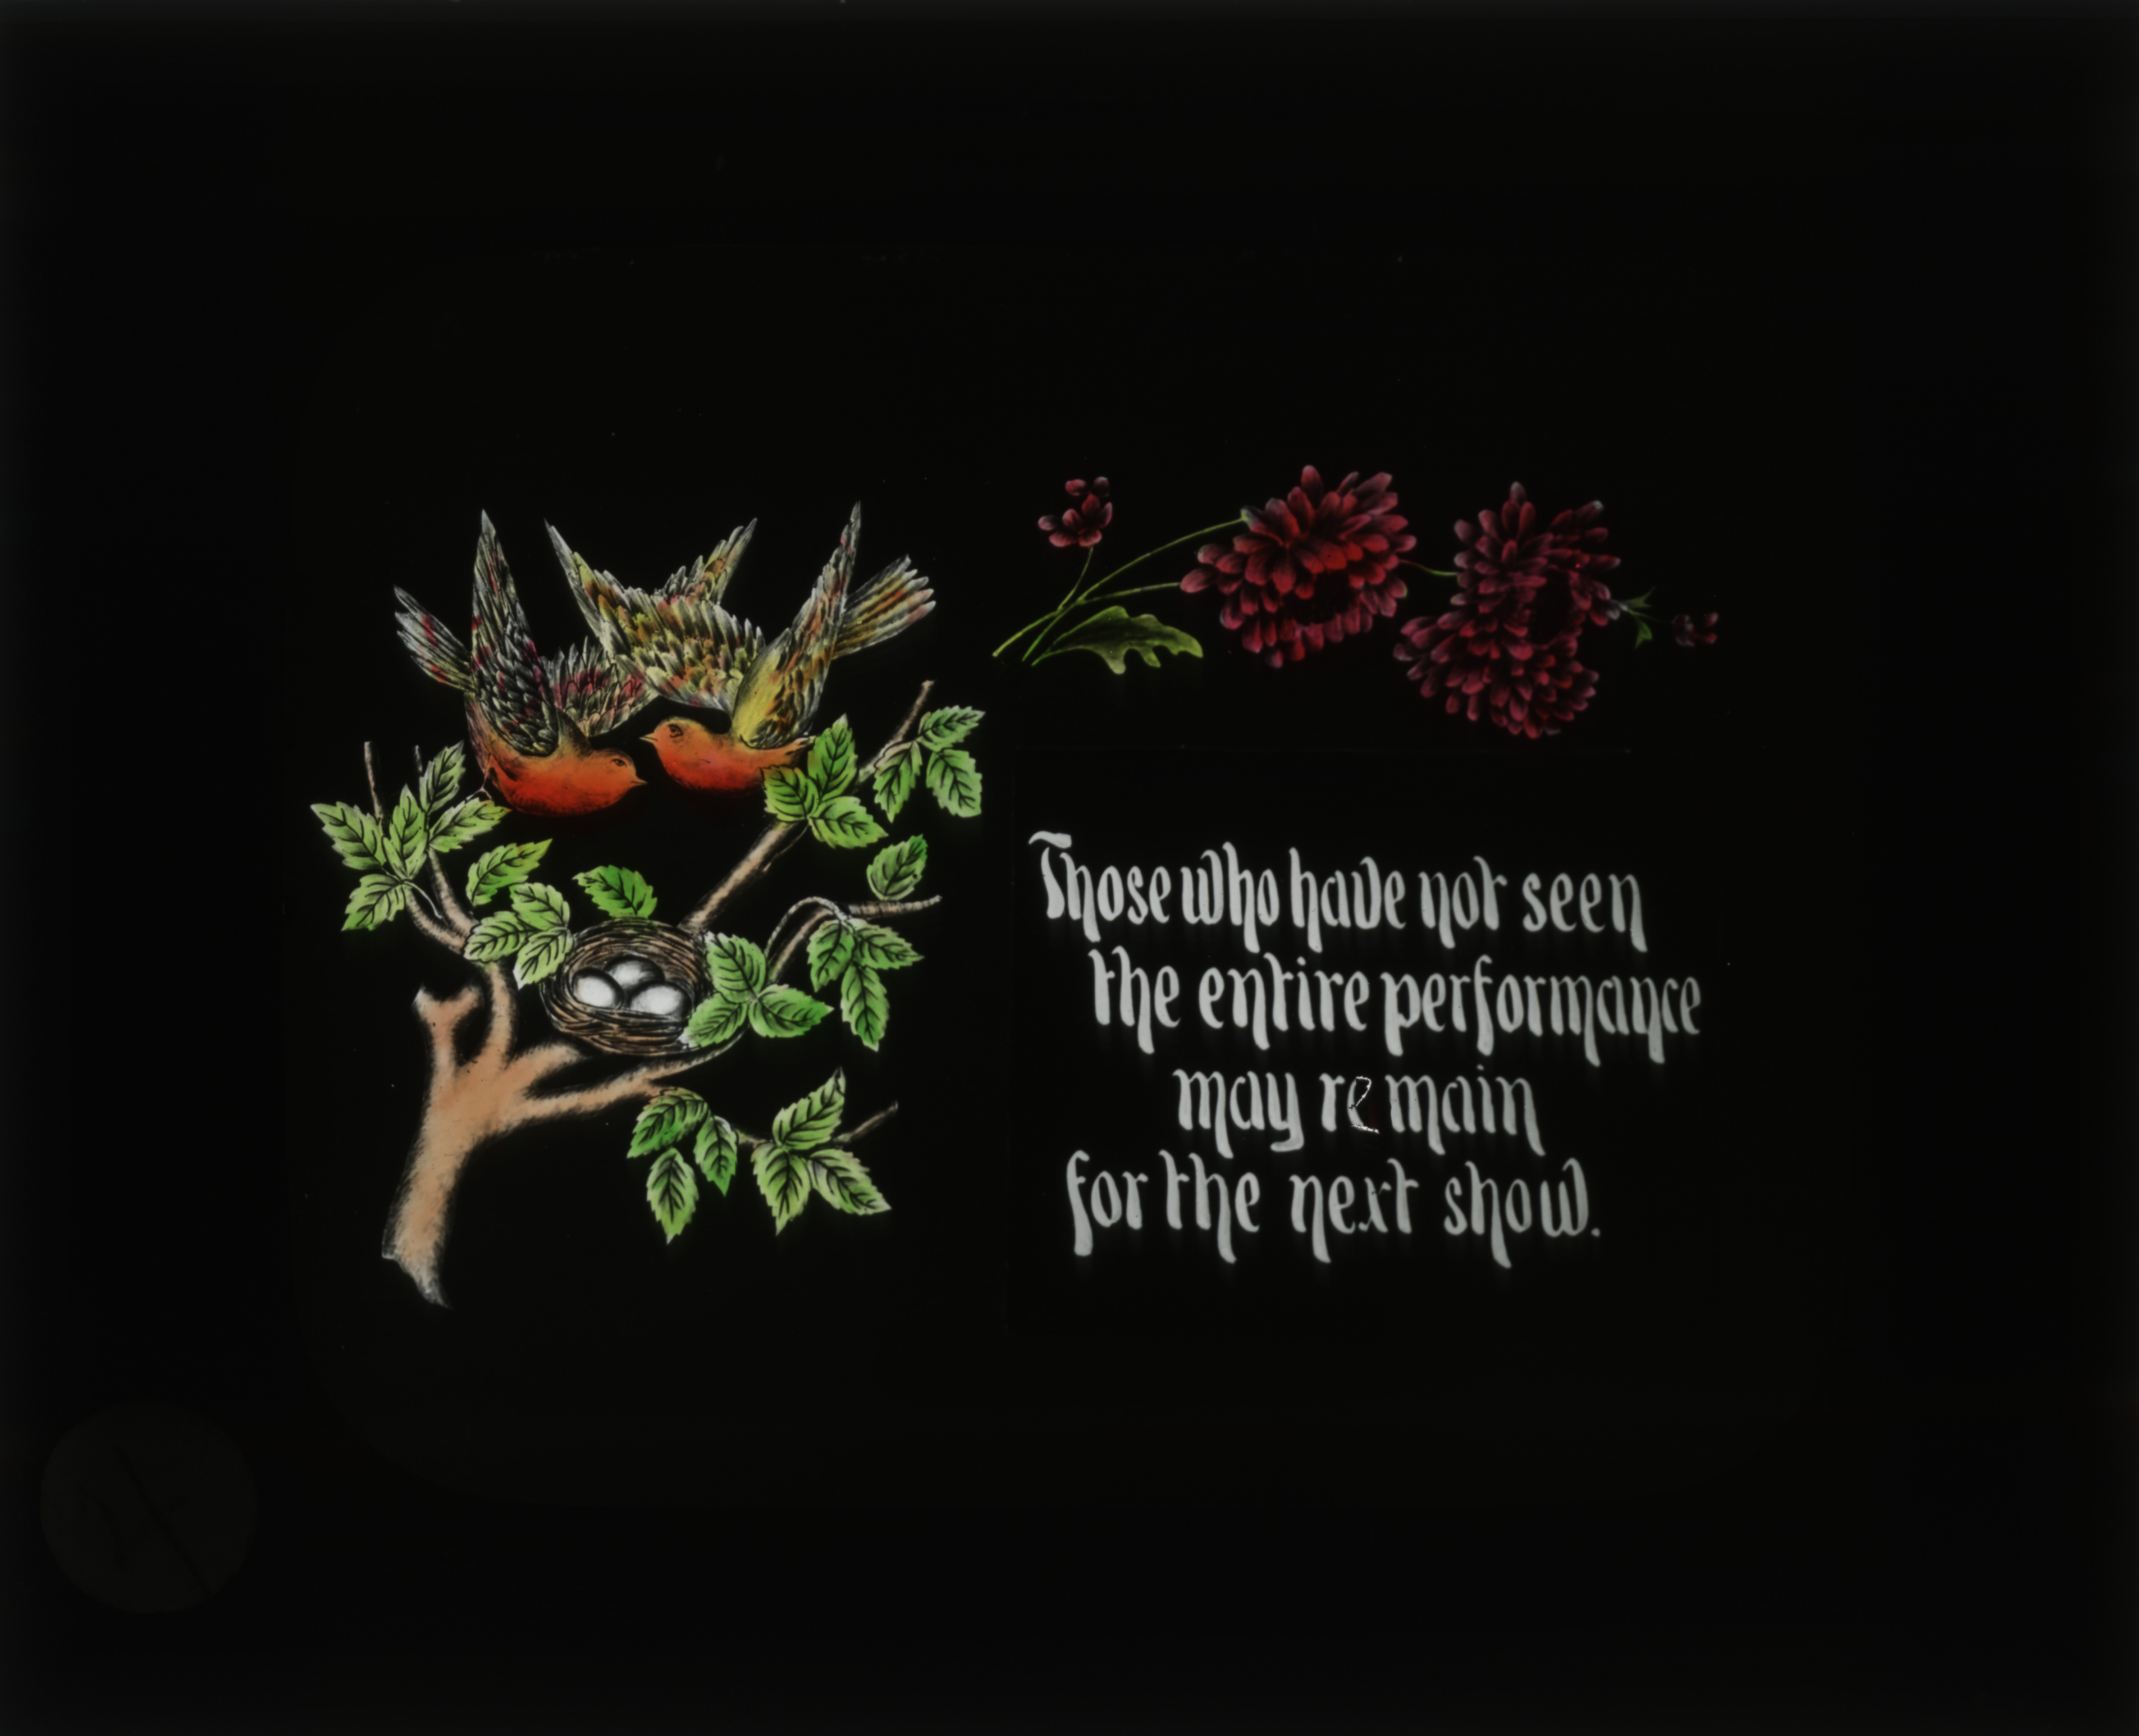 Those who have not seen
the entire performance
may remain
for the next show.